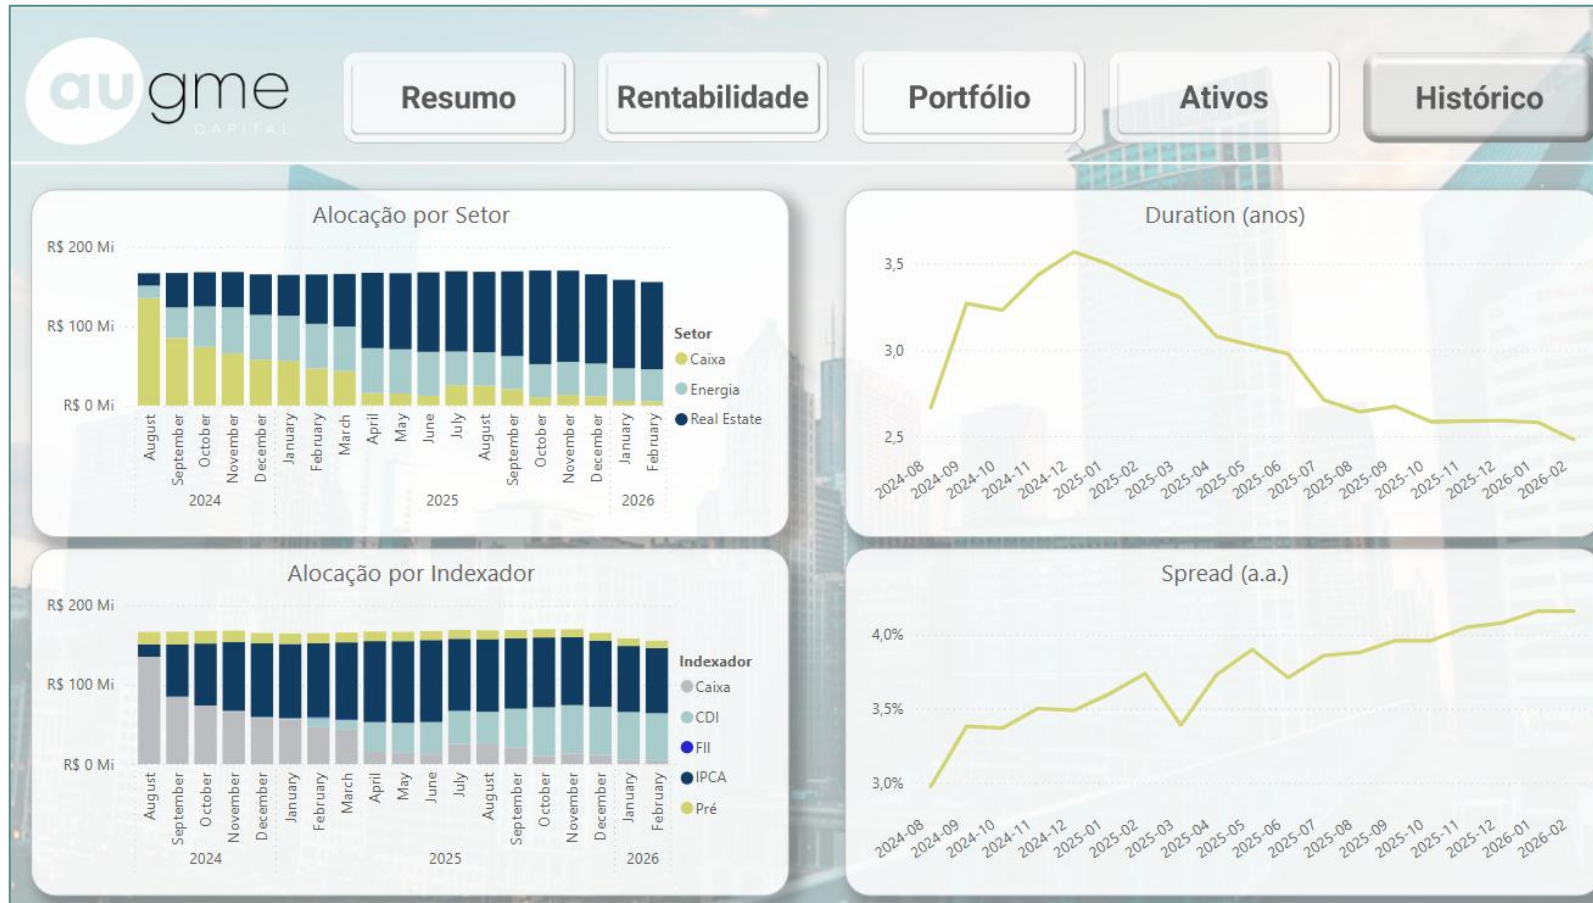 augme
CAPITAL
Resumo
Rentabilidade
Portfólio
Ativos
Histórico
Alocação por Setor
R$ 200 Mi
R$ 100 Mi
R$ 0 Mi
August
September
October
November
December
January
February
March
April
May
June
July
August
September
October
November
December
January
February
2024
2025
2026
Setor
Caixa
Energia
Real Estate
Duration (anos)
3,5
3,0
2,5
2024-08
2024-09
2024-10
2024-11
2024-12
2025-01
2025-02
2025-03
2025-04
2025-05
2025-06
2025-07
2025-08
2025-09
2025-10
2025-11
2025-12
2026-01
2026-02
Alocação por Indexador
R$ 200 Mi
R$ 100 Mi
R$ 0 Mi
August
September
October
November
December
January
February
March
April
May
June
July
August
September
October
November
December
January
February
2024
2025
2026
Indexador
Caixa
CDI
FII
IPCA
Pré
Spread (a.a.)
4,0%
3,5%
3,0%
2024-08
2024-09
2024-10
2024-11
2024-12
2025-01
2025-02
2025-03
2025-04
2025-05
2025-06
2025-07
2025-08
2025-09
2025-10
2025-11
2025-12
2026-01
2026-02